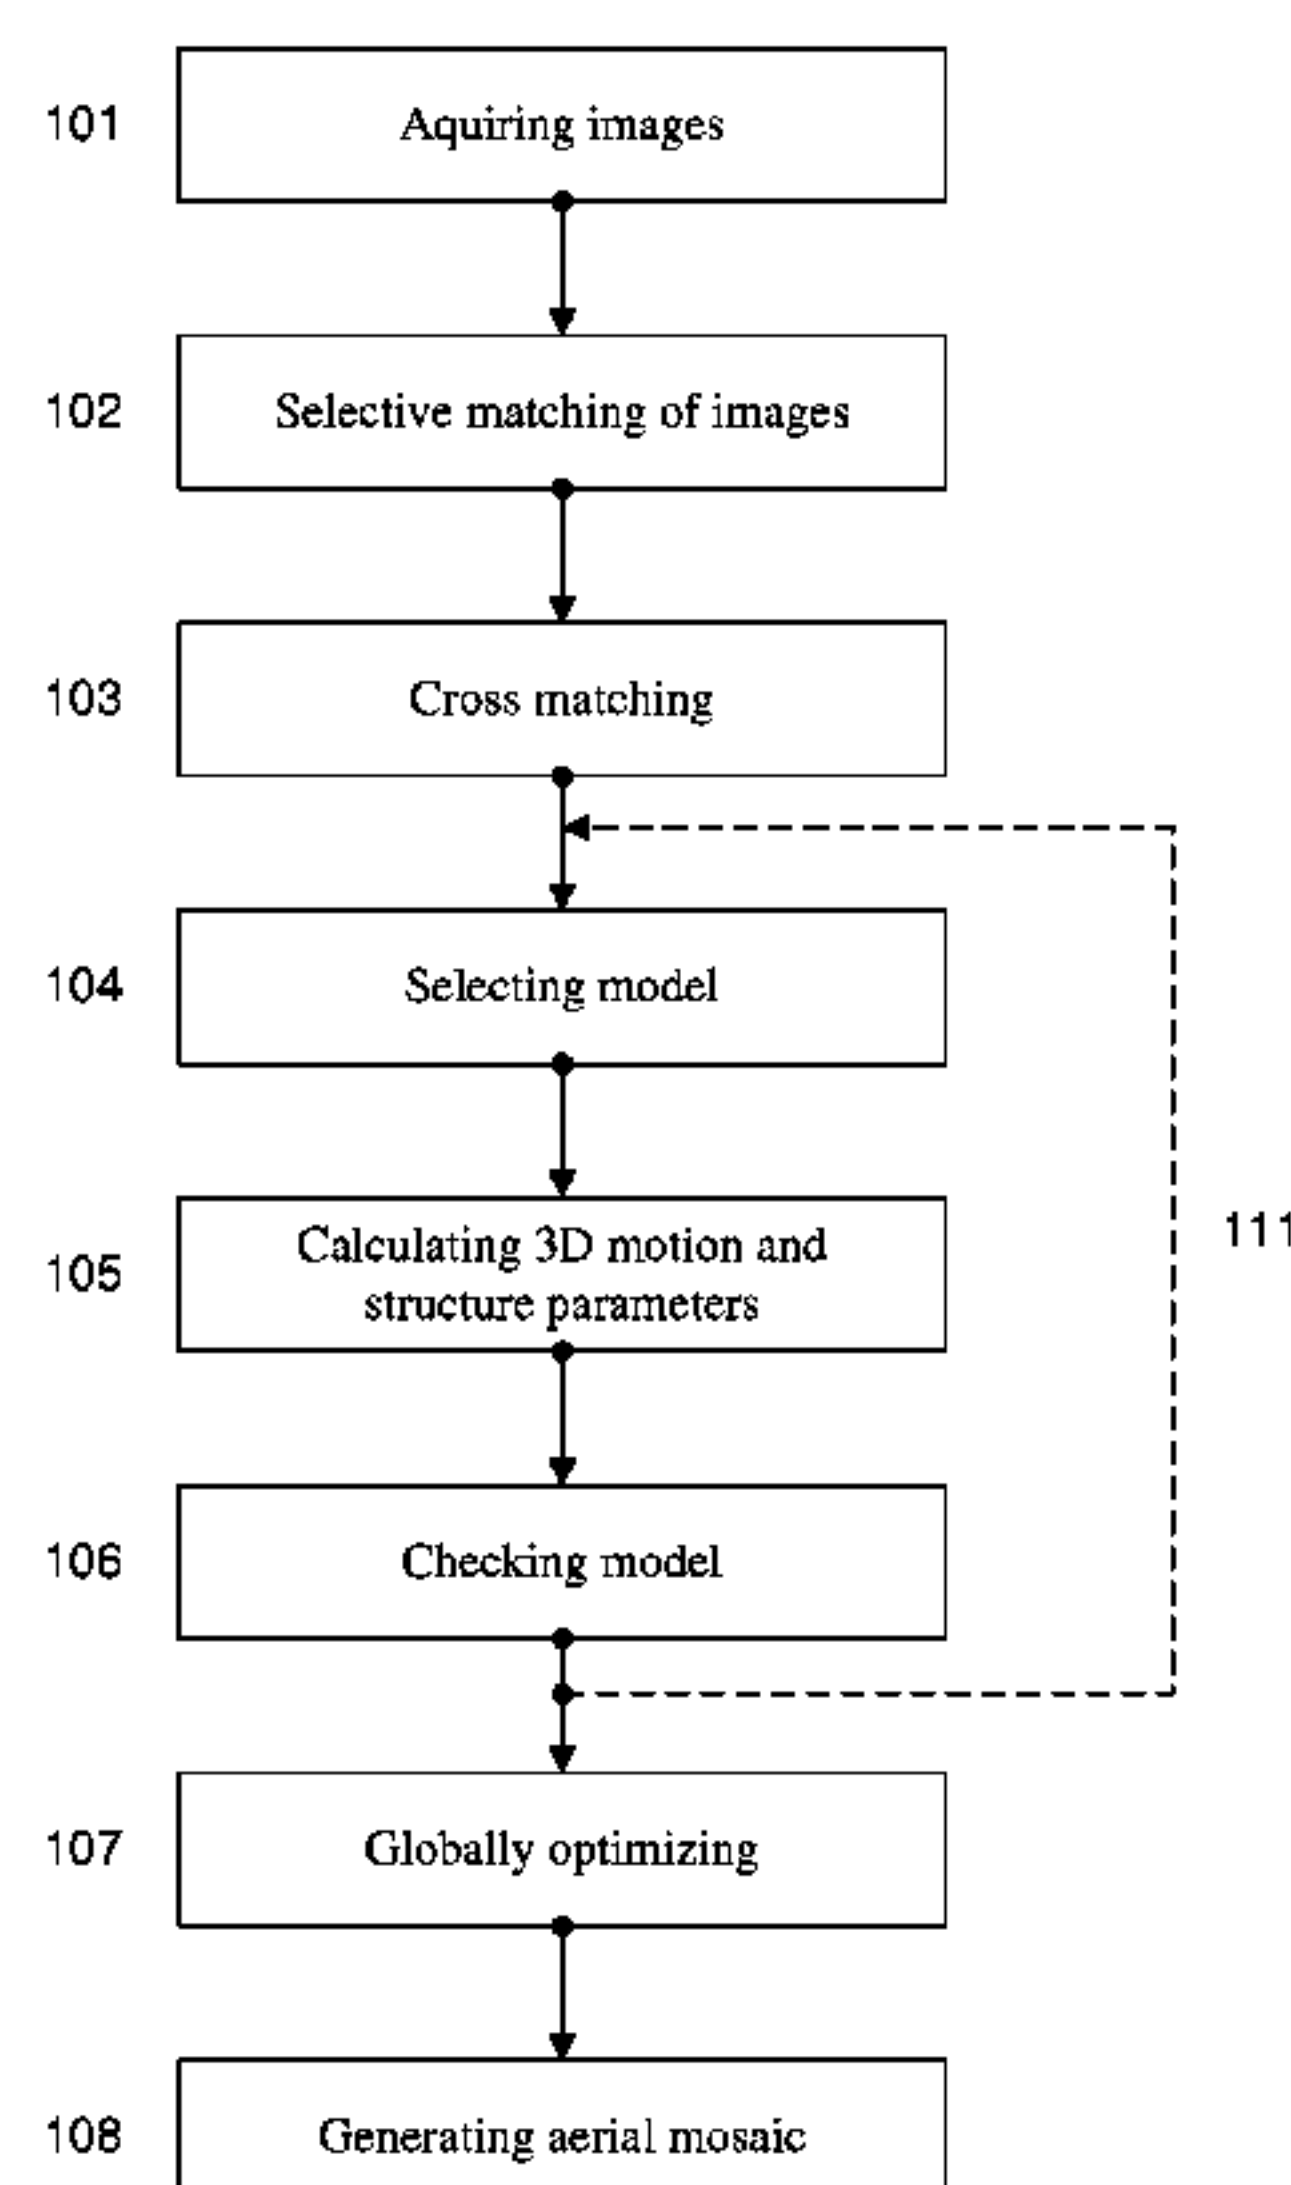 101
Aquiring images
102
Selective matching of images
103
Cross matching
104
Selecting model
105
Calculating 3D motion and
structure parameters
111
106
Checking model
107
Globally optimizing
108
Generating aerial mosaic